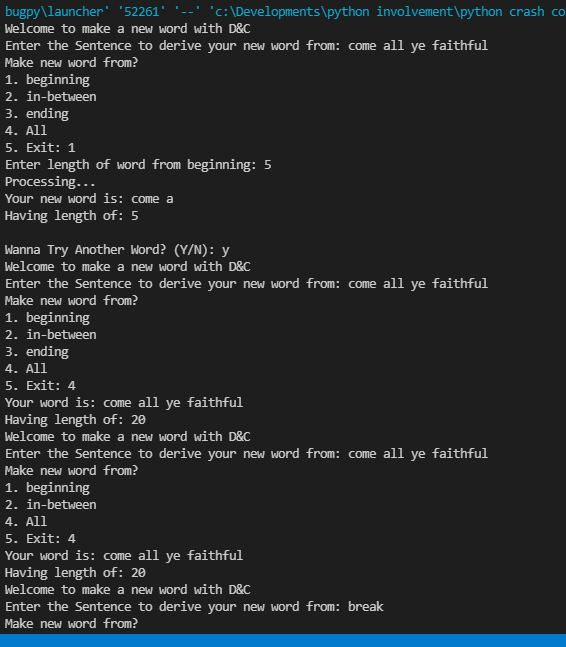 bugpy\launcher' '52261' '--' 'c:\Developments\python involvement\python crash co
Welcome to make a new word with D&C
Enter the Sentence to derive your new word from: come all ye faithful
Make new word from?
1. beginning
2. in-between
3. ending
4. All
5. Exit: 1
Enter length of word from beginning: 5
Processing...
Your new word is: come a
Having length of: 5

Wanna Try Another Word? (Y/N): y
Welcome to make a new word with D&C
Enter the Sentence to derive your new word from: come all ye faithful
Make new word from?
1. beginning
2. in-between
3. ending
4. All
5. Exit: 4
Your word is: come all ye faithful
Having length of: 20
Welcome to make a new word with D&C
Enter the Sentence to derive your new word from: come all ye faithful
Make new word from?
1. beginning
2. in-between
4. All
5. Exit: 4
Your word is: come all ye faithful
Having length of: 20
Welcome to make a new word with D&C
Enter the Sentence to derive your new word from: break
Make new word from?